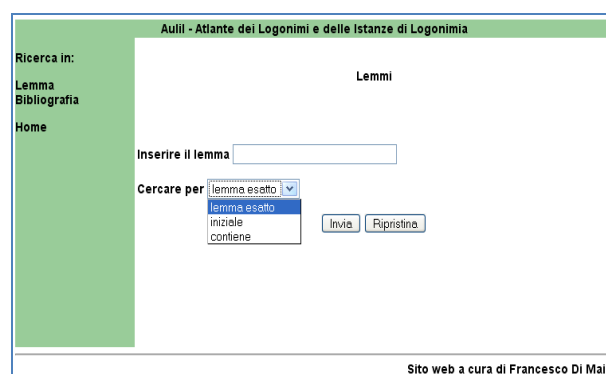 Aulil - Atlante dei Logonimi e delle Istanze di Logonimia
Ricerca in:
Lemma
Bibliografia
Home
Lemmi
Inserire il lemma
Cercare per lemma esatto
lemma esatto
iniziale
contiene
Invia Ripristina
Sito web a cura di Francesco Di Mai